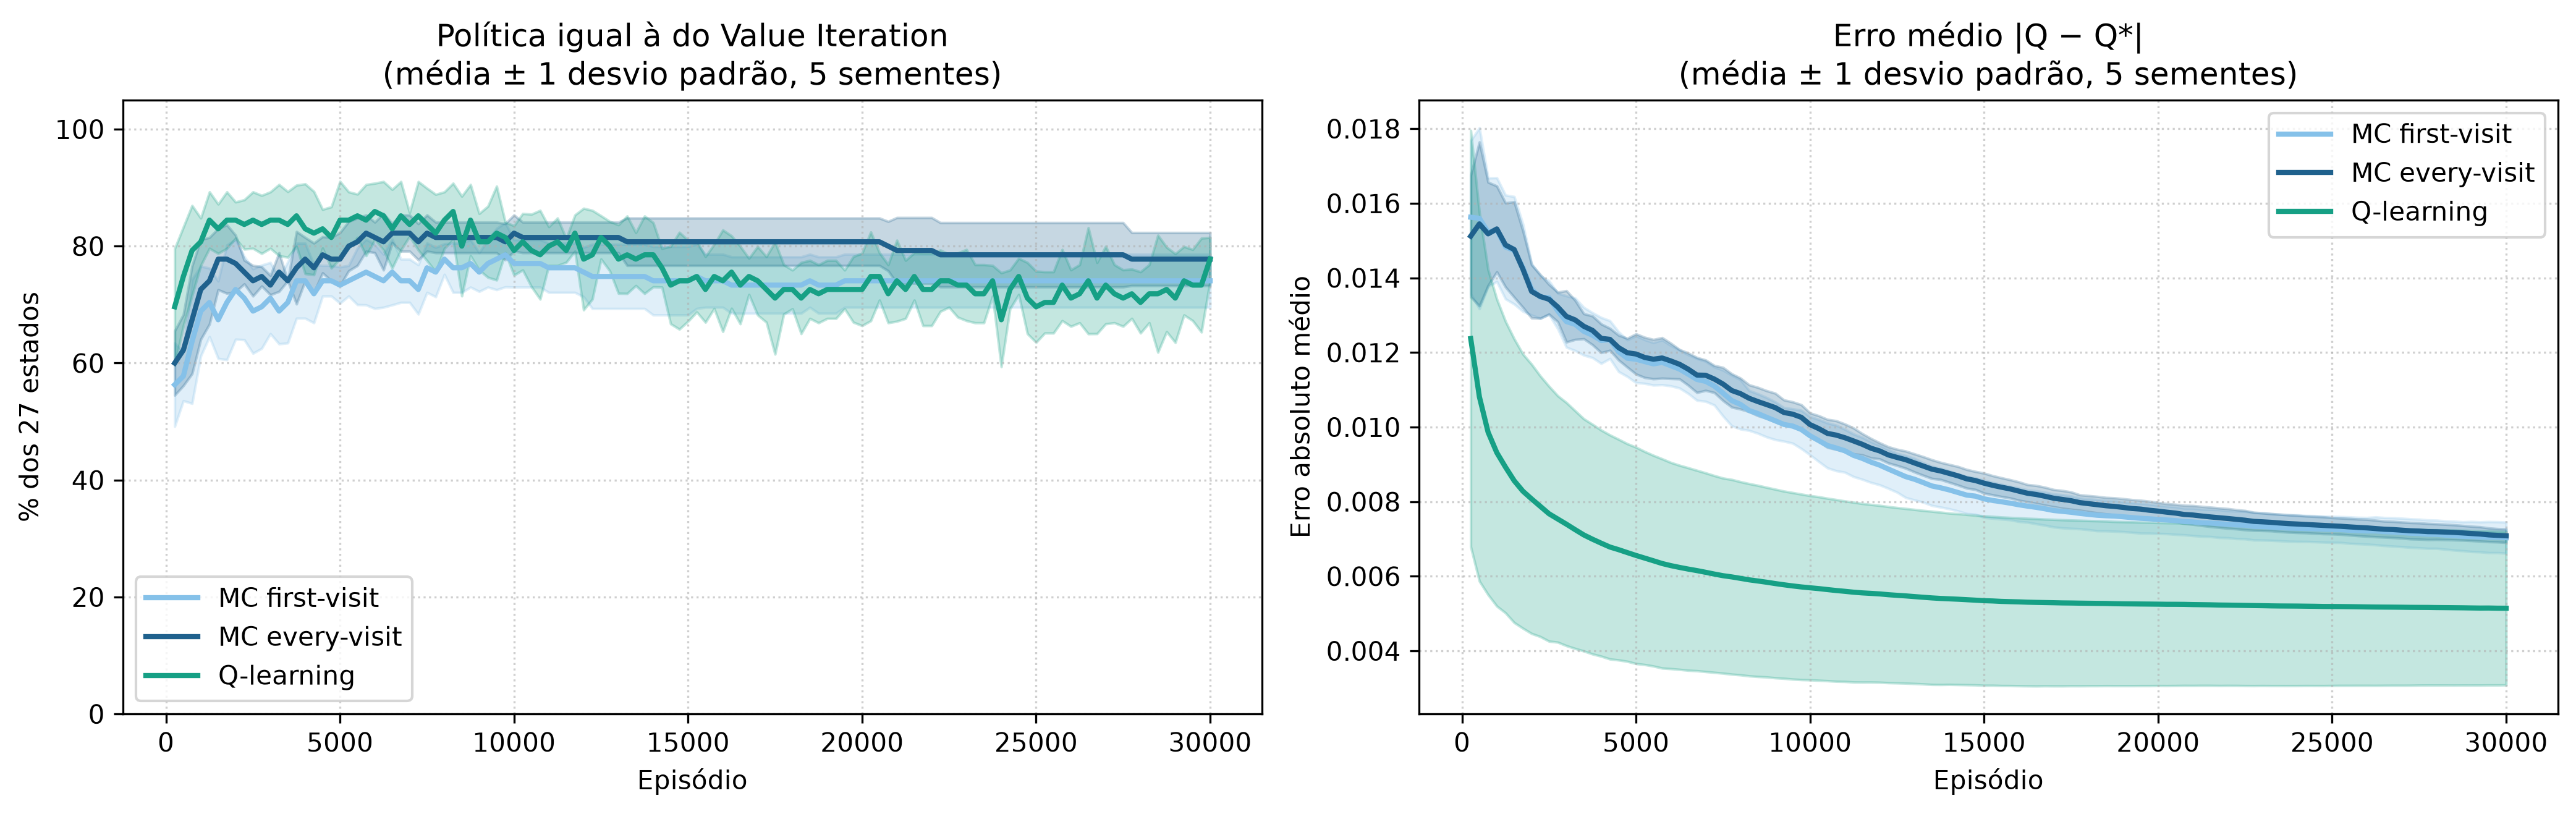 Política igual à do Value Iteration
(média ± 1 desvio padrão, 5 sementes)
% dos 27 estados
100
80
60
40
20
0
MC first-visit
MC every-visit
Q-learning
0
5000
10000
15000
20000
25000
30000
Episódio
Erro médio |Q − Q*|
(média ± 1 desvio padrão, 5 sementes)
Erro absoluto médio
0.018
0.016
0.014
0.012
0.010
0.008
0.006
0.004
MC first-visit
MC every-visit
Q-learning
0
5000
10000
15000
20000
25000
30000
Episódio